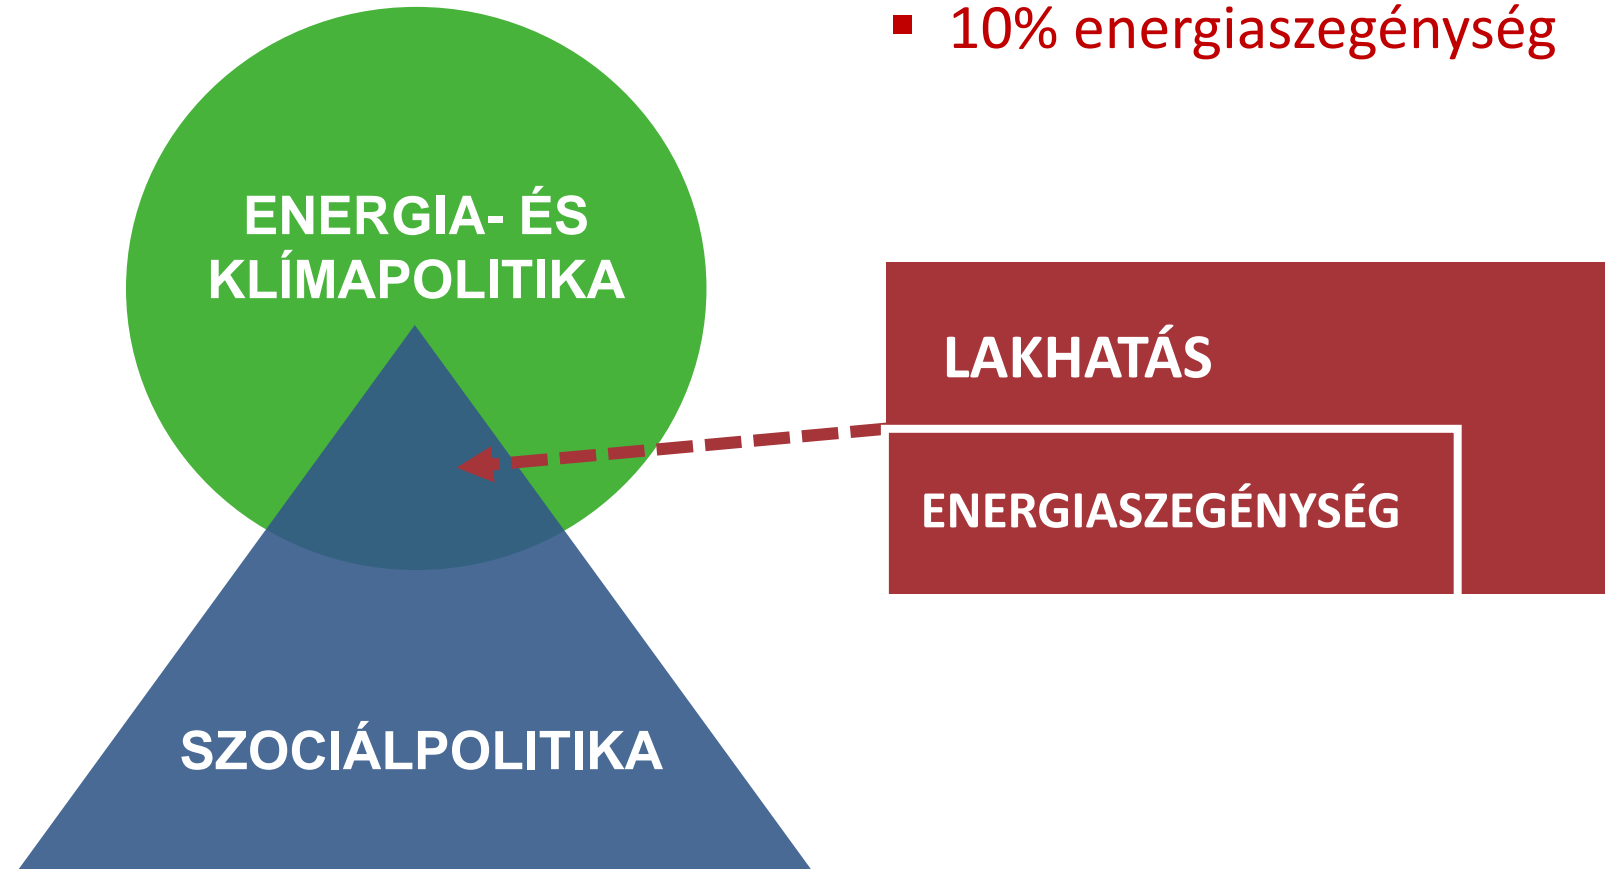 ▪ 10% energiaszegénység
ENERGIA- ÉS
KLÍMAPOLITIKA
LAKHATÁS
ENERGIASZEGÉNYSÉG
SZOCIÁLPOLITIKA